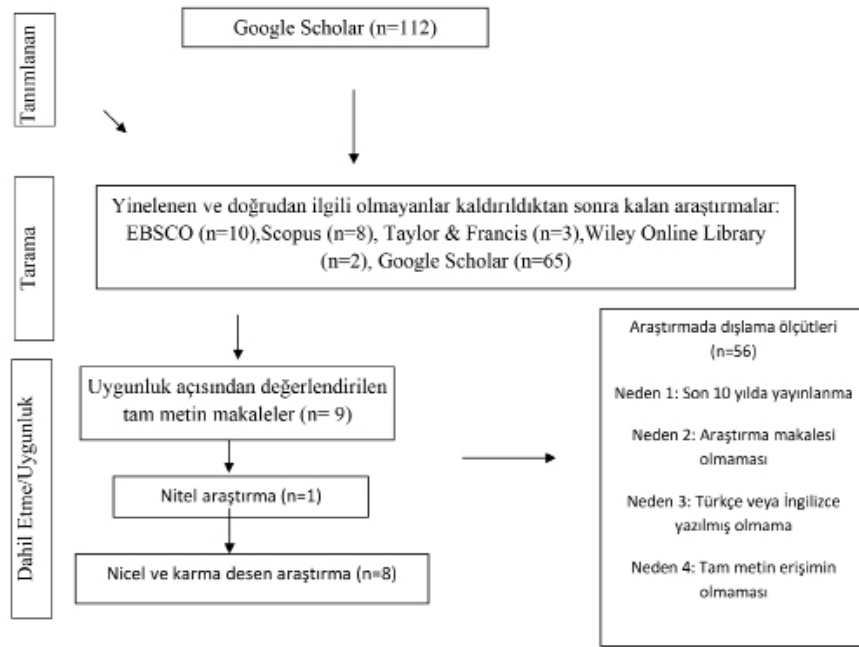 Tanımlanan
Google Scholar (n=112)
Tarama
Yinelenen ve doğrudan ilgili olmayanlar kaldırıldıktan sonra kalan araştırmalar:
EBSCO (n=10),Scopus (n=8), Taylor & Francis (n=3),Wiley Online Library
(n=2), Google Scholar (n=65)
Dahil Etme/Uygunluk
Uygunluk açısından değerlendirilen
tam metin makaleler (n= 9)
Nitel araştırma (n=1)
Nicel ve karma desen araştırma (n=8)
Araştırmada dışlama ölçütleri
(n=56)
Neden 1: Son 10 yılda yayınlanma
Neden 2: Araştırma makalesi
olmaması
Neden 3: Türkçe veya İngilizce
yazılmış olmama
Neden 4: Tam metin erişimin
olmaması